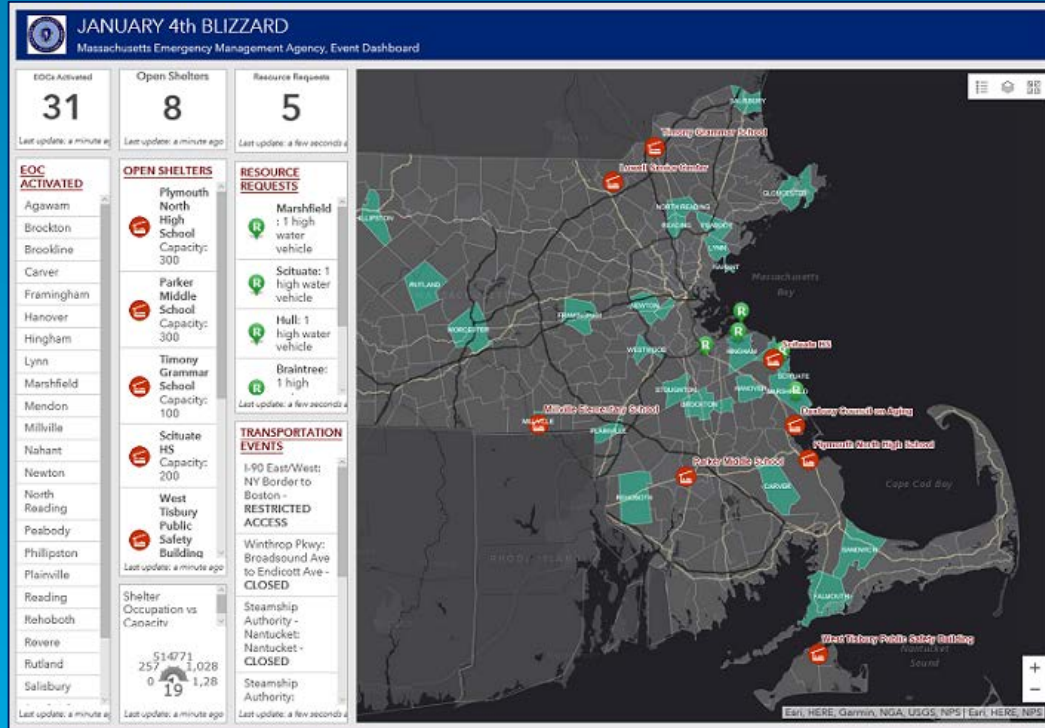 JANUARY 4th BLIZZARD
Massachusetts Emergency Management Agency, Event Dashboard
EOCs Activated
31
Last update: a minute ag
Open Shelters
8
Last update: a minute ago
Resource Requests
5
Last update: a few seconds a
EOC
ACTIVATED
Agawam
Brockton
Brookline
Carver
Framingham
Hanover
Hingham
Lynn
Marshfield
Mendon
Millville
Nahant
Newton
North
Reading
Peabody
Phillipston
Plainville
Reading
Rehoboth
Revere
Rutland
Salisbury
Last update: a minute ag
OPEN SHELTERS
Plymouth
North
High
School
Capacity:
300
Parker
Middle
School
Capacity:
300
Timony
Grammar
School
Capacity:
100
Scituate
HS
Capacity:
200
West
Tisbury
Public
Safety
Building
Last update: a minute ago
Shelter
Occupation vs
Capacity
514
771
257
1,028
0
1,28
19
Last update: a minute ago
RESOURCE
REQUESTS
R
Marshfield
: 1 high
water
vehicle
R
Scituate: 1
high water
vehicle
R
Hull: 1
high water
vehicle
R
Braintree:
1 high
Last update: a few seconds a
TRANSPORTATION
EVENTS
I-90 East/West:
NY Border to
Boston -
RESTRICTED
ACCESS
Winthrop Pkwy:
Broadsound Ave
to Endicott Ave -
CLOSED
Steamship
Authority -
Nantucket:
Nantucket -
CLOSED
Steamship
Authority:
Last update: a few seconds a
SALISBURY
Timony Grammar School
Lowell Senior Center
GLOUCESTER
HILLIPSTON
NORTH READING
READING
PEABODY
LYNN
NAHANT
RUTLAND
Massachusetts
Bay
WORCESTER
FRAMINGHAM
NEWTON
R
R
R
WESTWOOD
HINGHAM
Scituate HS
SCITUATE
STOUGHTON
HANOVER
MARSHFIELD
R
BROCKTON
Millville Elementary School
MILLVILLE
PLAINVILLE
Duxbury Council on Aging
Plymouth North High School
Parker Middle School
REHOBOTH
CARVER
Cape Cod Bay
RHODE ISLAND
SANDWICH
FALMOUTH
West Tisbury Public Safety Building
Nantucket
Sound
+
−
Esri, HERE, Garmin, NGA, USGS, NPS | Esri, HERE, NPS